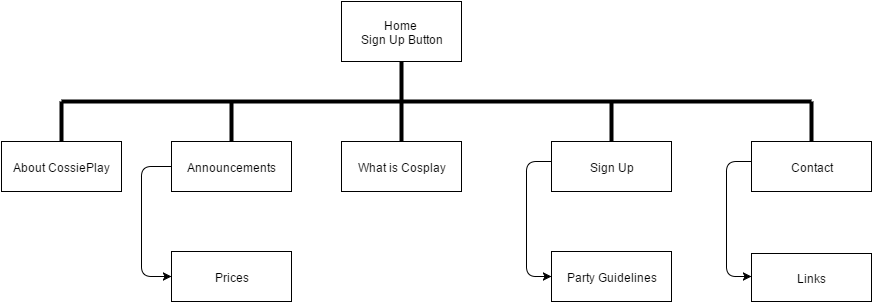 Home
Sign Up Button
About CossiePlay
Announcements
What is Cosplay
Sign Up
Contact
Prices
Party Guidelines
Links